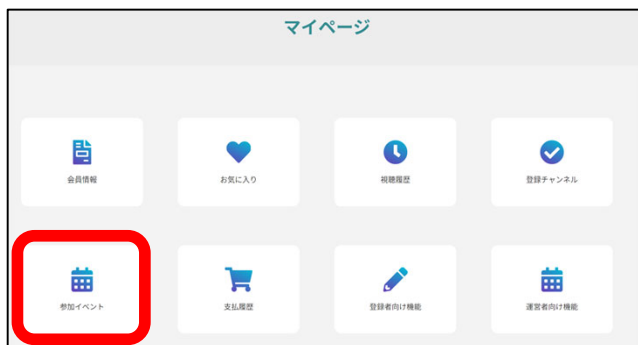 マイページ
会員情報
お気に入り
視聴履歴
登録チャンネル
参加イベント
支払履歴
登録者向け機能
運営者向け機能